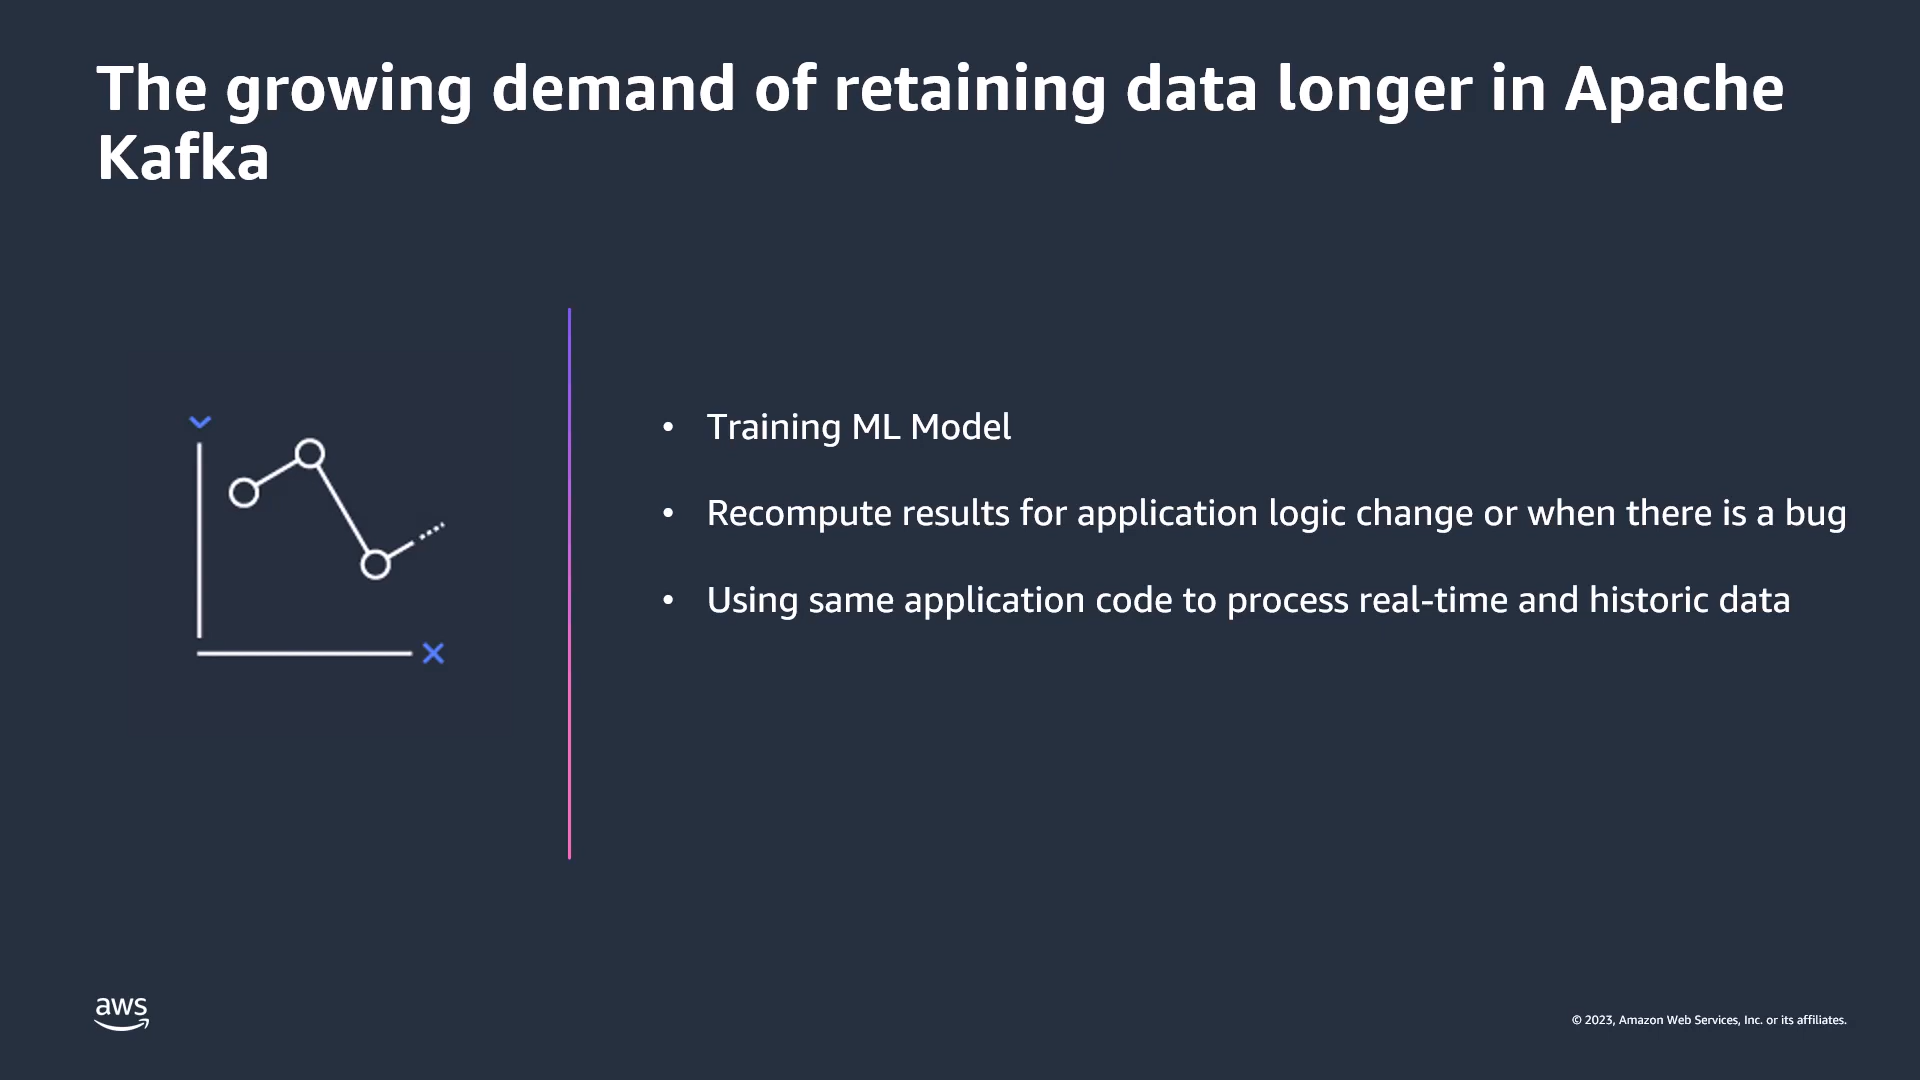 The growing demand of retaining data longer in Apache
Kafka
• Training ML Model
• Recompute results for application logic change or when there is a bug
• Using same application code to process real-time and historic data
aws
© 2023, Amazon Web Services, Inc. or its affiliates.